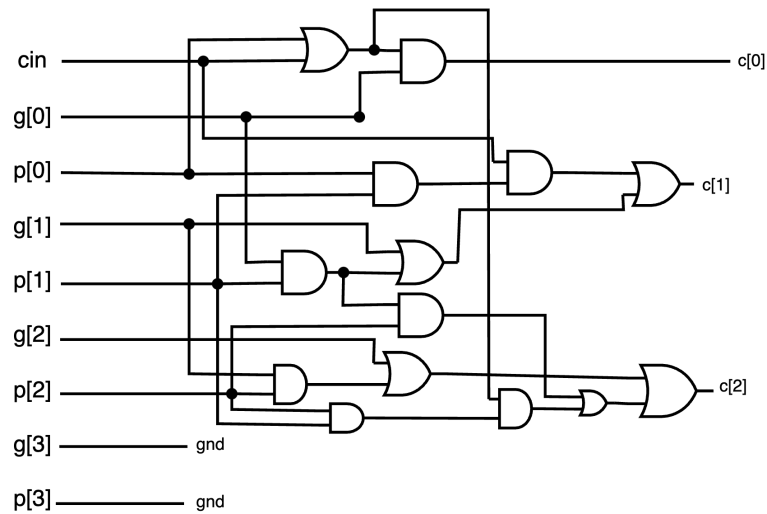 cin
c[0]
g[0]
p[0]
c[1]
g[1]
p[1]
g[2]
p[2]
c[2]
g[3]
gnd
p[3]
gnd